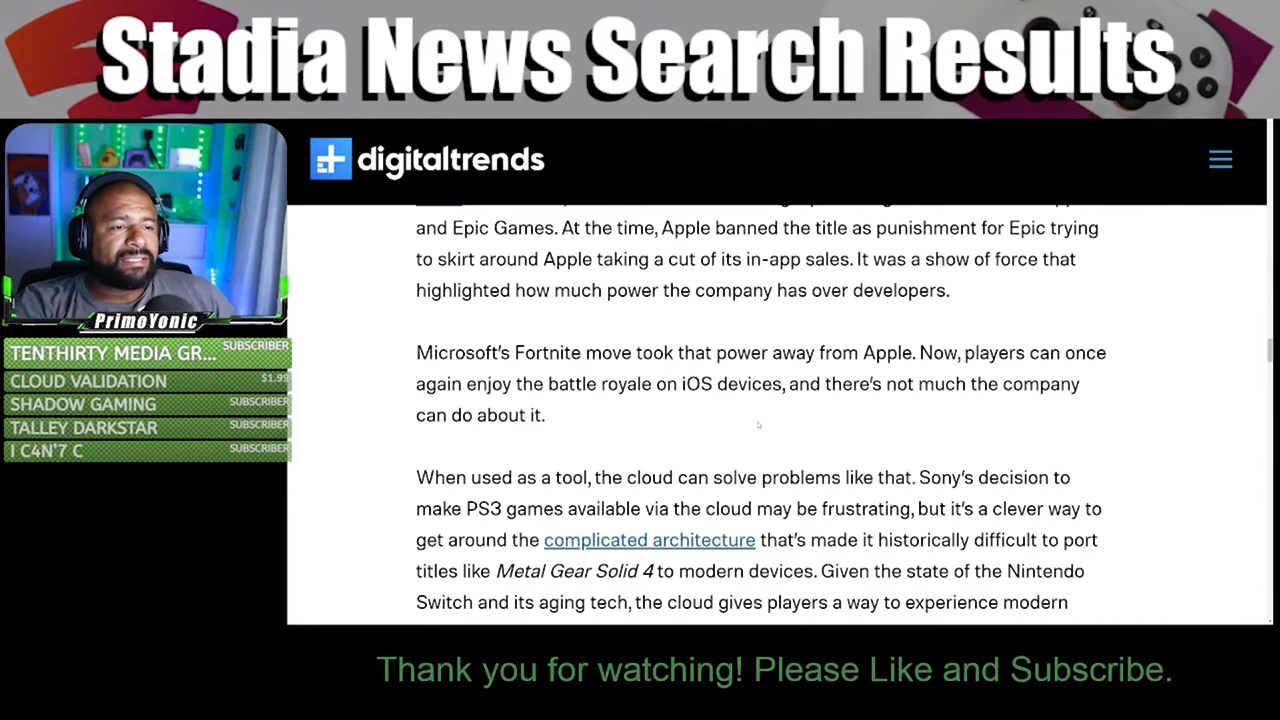 Stadia News Search Results
digitaltrends
and Epic Games. At the time, Apple banned the title as punishment for Epic trying
to skirt around Apple taking a cut of its in-app sales. It was a show of force that
highlighted how much power the company has over developers.
Microsoft's Fortnite move took that power away from Apple. Now, players can once
again enjoy the battle royale on iOS devices, and there's not much the company
can do about it.
When used as a tool, the cloud can solve problems like that. Sony's decision to
make PS3 games available via the cloud may be frustrating, but it's a clever way to
get around the complicated architecture that's made it historically difficult to port
titles like Metal Gear Solid 4 to modern devices. Given the state of the Nintendo
Switch and its aging tech, the cloud gives players a way to experience modern
PrimoYonic
TENTHIRTY MEDIA GR... SUBSCRIBER
CLOUD VALIDATION $1.99
SHADOW GAMING SUBSCRIBER
TALLEY DARKSTAR SUBSCRIBER
I C4N'7 C SUBSCRIBER
Thank you for watching! Please Like and Subscribe.